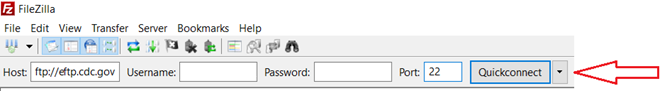 FileZilla
File Edit View Transfer Server Bookmarks Help
Host: ftp://eftp.cdc.gov Username: Password: Port: 22 Quickconnect